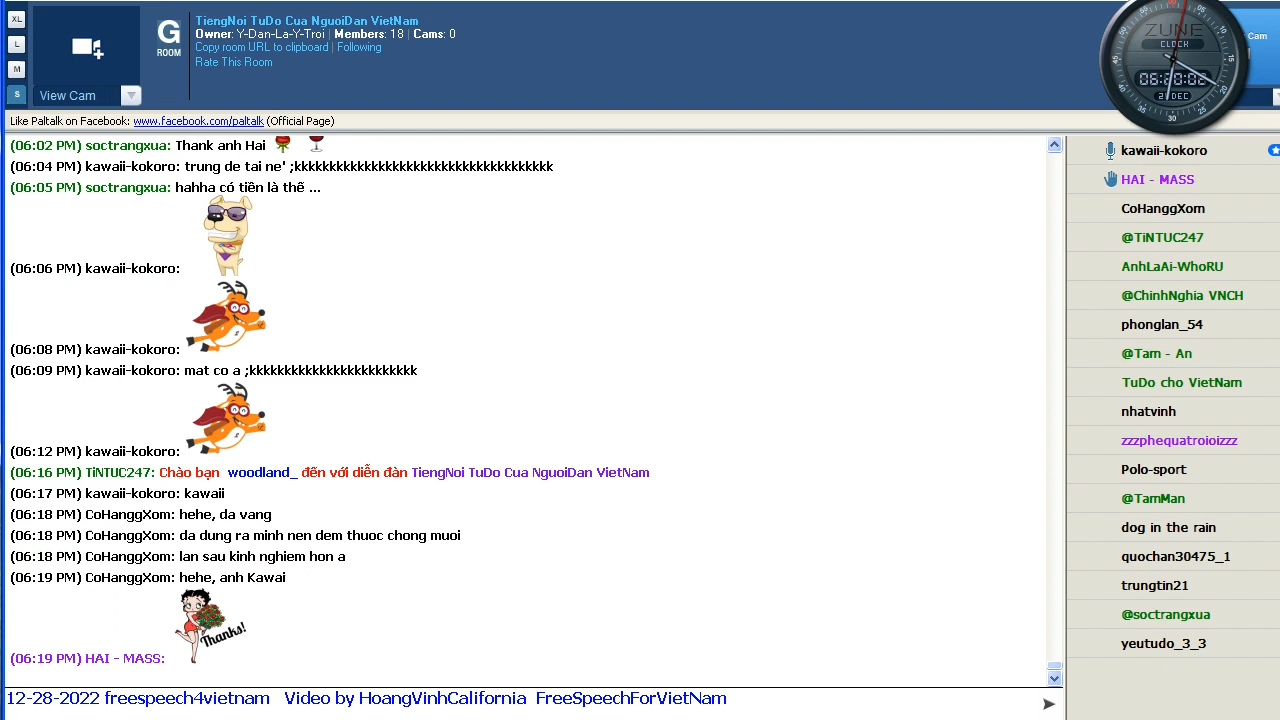 XL
L
M
S
View Cam
G
ROOM
TiengNoi TuDo Cua NguoiDan VietNam
Owner: Y-Dan-La-Y-Troi | Members: 18 | Cams: 0
Copy room URL to clipboard | Following
Rate This Room
ZUNE
CLOCK
06:20:02
28 DEC
Cam
Like Paltalk on Facebook: www.facebook.com/paltalk (Official Page)
(06:02 PM) soctrangxua: Thank anh Hai
(06:04 PM) kawaii-kokoro: trung de tai ne' ;kkkkkkkkkkkkkkkkkkkkkkkkkkkkkkkkkkkkk
(06:05 PM) soctrangxua: hahha có tiền là thế ...
(06:06 PM) kawaii-kokoro:
(06:08 PM) kawaii-kokoro:
(06:09 PM) kawaii-kokoro: mat co a ;kkkkkkkkkkkkkkkkkkkkkkkk
(06:12 PM) kawaii-kokoro:
(06:16 PM) TiNTUC247: Chào bạn woodland_ đến với diễn đàn TiengNoi TuDo Cua NguoiDan VietNam
(06:17 PM) kawaii-kokoro: kawaii
(06:18 PM) CoHanggXom: hehe, da vang
(06:18 PM) CoHanggXom: da dung ra minh nen dem thuoc chong muoi
(06:18 PM) CoHanggXom: lan sau kinh nghiem hon a
(06:19 PM) CoHanggXom: hehe, anh Kawai
Thanks!
(06:19 PM) HAI - MASS:
12-28-2022 freespeech4vietnam Video by HoangVinhCalifornia FreeSpeechForVietNam
kawaii-kokoro
HAI - MASS
CoHanggXom
@TiNTUC247
AnhLaAi-WhoRU
@ChinhNghia VNCH
phonglan_54
@Tam - An
TuDo cho VietNam
nhatvinh
zzzphequatroioizzz
Polo-sport
@TamMan
dog in the rain
quochan30475_1
trungtin21
@soctrangxua
yeutudo_3_3